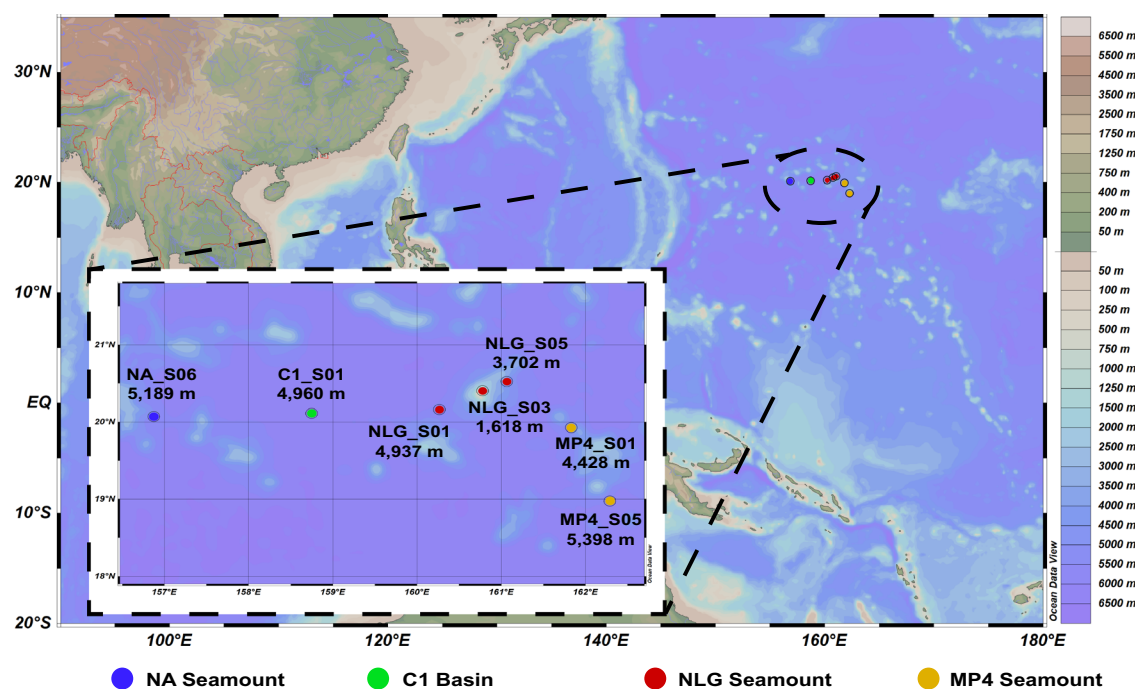 30°N
20°N
10°N
EQ
10°S
20°S
100°E
120°E
140°E
160°E
180°E
6500 m
5500 m
4500 m
3500 m
2500 m
1750 m
1250 m
750 m
400 m
200 m
50 m
50 m
100 m
250 m
500 m
750 m
1000 m
1500 m
2000 m
3000 m
4000 m
4500 m
5000 m
5500 m
6000 m
6500 m
Ocean Data View
21°N
20°N
19°N
18°N
157°E
158°E
159°E
160°E
161°E
162°E
Ocean Data View
NA_S06
5,189 m
C1_S01
4,960 m
NLG_S05
3,702 m
NLG_S03
1,618 m
NLG_S01
4,937 m
MP4_S01
4,428 m
MP4_S05
5,398 m
NA Seamount
C1 Basin
NLG Seamount
MP4 Seamount